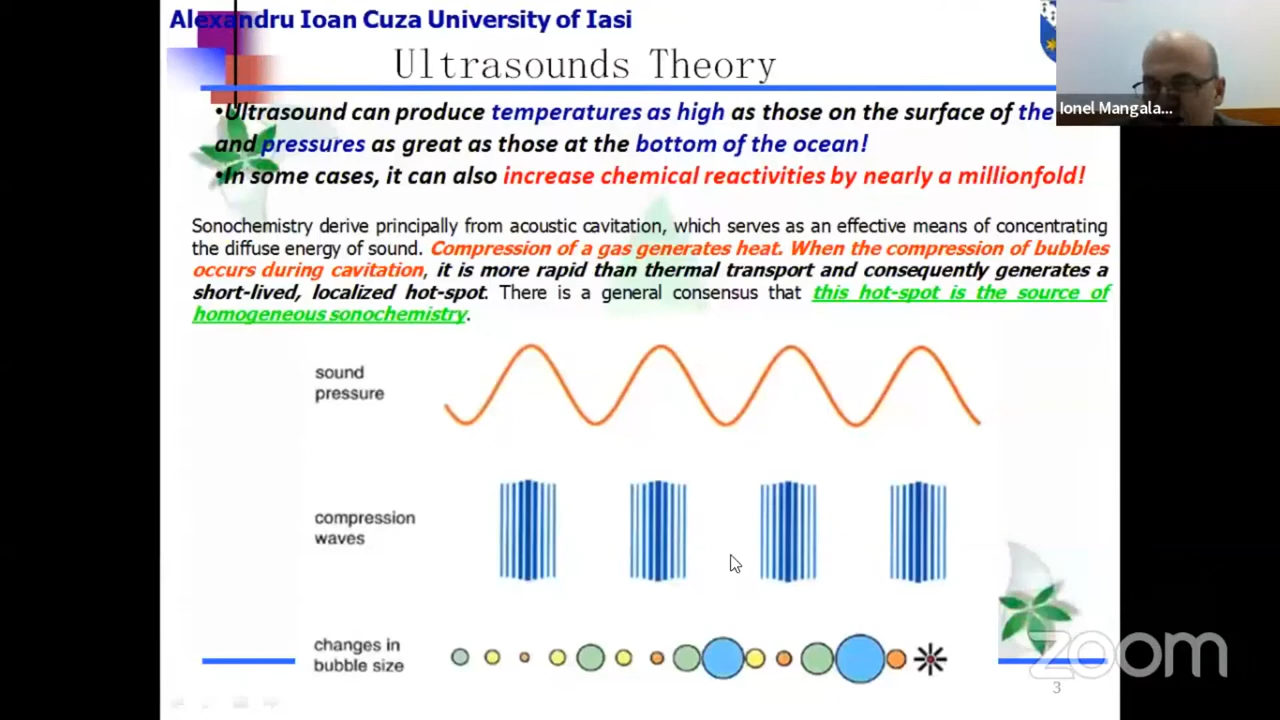 Alexandru Ioan Cuza University of Iasi
Ultrasounds Theory
Ionel Mangala...
•Ultrasound can produce temperatures as high as those on the surface of the
and pressures as great as those at the bottom of the ocean!
•In some cases, it can also increase chemical reactivities by nearly a millionfold!
Sonochemistry derive principally from acoustic cavitation, which serves as an effective means of concentrating
the diffuse energy of sound. Compression of a gas generates heat. When the compression of bubbles
occurs during cavitation, it is more rapid than thermal transport and consequently generates a
short-lived, localized hot-spot. There is a general consensus that this hot-spot is the source of
homogeneous sonochemistry.
sound
pressure
compression
waves
changes in
bubble size
zoom
3